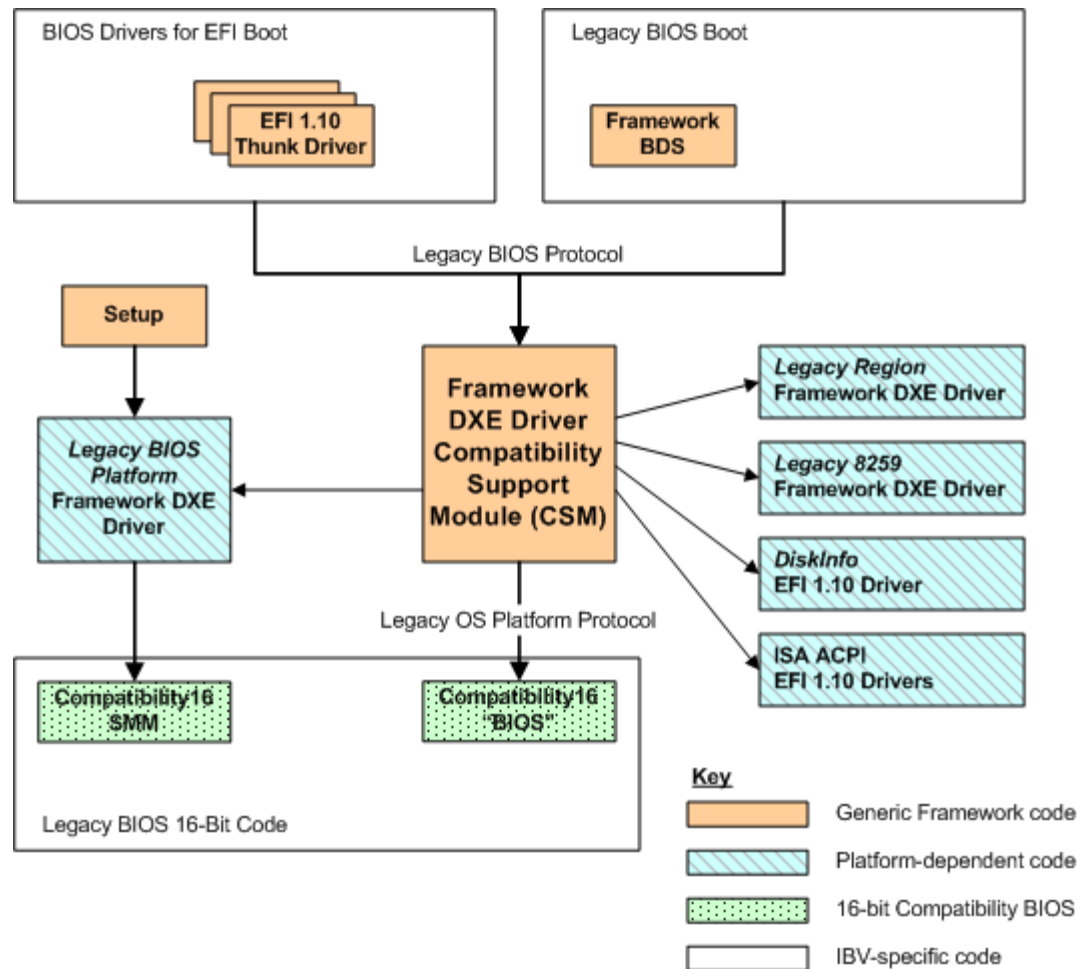 BIOS Drivers for EFI Boot
EFI 1.10
Thunk Driver
Legacy BIOS Boot
Framework
BDS
Legacy BIOS Protocol
Setup
Legacy BIOS
Platform
Framework DXE
Driver
Framework
DXE Driver
Compatibility
Support
Module (CSM)
Legacy Region
Framework DXE Driver
Legacy 8259
Framework DXE Driver
DiskInfo
EFI 1.10 Driver
ISA ACPI
EFI 1.10 Drivers
Legacy OS Platform Protocol
Compatibility16
SMM
Compatibility16
"BIOS"
Legacy BIOS 16-Bit Code
Key
Generic Framework code
Platform-dependent code
16-bit Compatibility BIOS
IBV-specific code